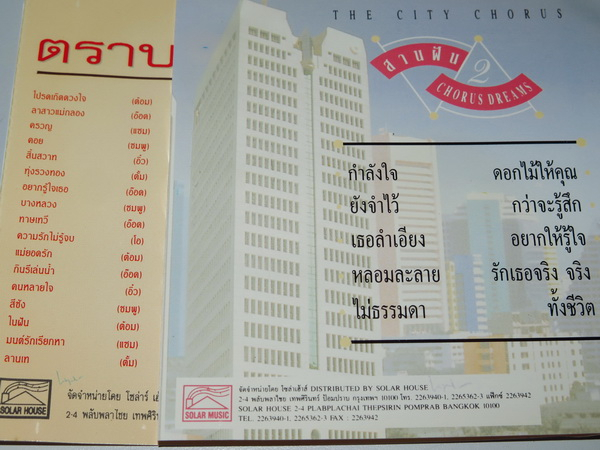 ตราบ
โปรดเกิดดวงใจ (ต้อม)
ลาสาวแม่กลอง (อ๊อด)
ครวญ (แซม)
คอย (ชมพู)
สิ้นสวาท (อิ๋ว)
ทุ่งรวงทอง (ตั้ม)
อยากรู้ใจเธอ (อ๊อด)
บางหลวง (ชมพู)
ทาษเทวี (อ๊อด)
ความรักไม่รู้จบ (โอ)
แม่ยอดรัก (ต้อม)
กินรีเล่นน้ำ (อ๊อด)
คนหลายใจ (อิ๋ว)
สีชัง (ชมพู)
ในฝัน (ต้อม)
มนต์รักเรียกหา (แซม)
ลานเท (ตั้ม)
SOLAR HOUSE
จัดจำหน่ายโดย โซล่าร์
2-4 พลับพลาไชย เทพศิริน
THE CITY CHORUS
สานฝัน 2
CHORUS DREAMS
กำลังใจ ดอกไม้ให้คุณ
ยังจำไว้ กว่าจะรู้สึก
เธอลำเอียง อยากให้รู้ใจ
หลอมละลาย รักเธอจริง จริง
ไม่ธรรมดา ทั้งชีวิต
SOLAR MUSIC
จัดจำหน่ายโดย โซล่าเฮ้าส์ DISTRIBUTED BY SOLAR HOUSE
2-4 พลับพลาไชย เทพศิรินทร์ ป้อมปราบ กรุงเทพฯ 10100 โทร. 2263940-1, 2265362-3 แฟ็กซ์ 2263942
SOLAR HOUSE 2-4 PLABPLACHAI THEPSIRIN POMPRAB BANGKOK 10100
TEL. 2263940-1, 2265362-3 FAX : 2263942